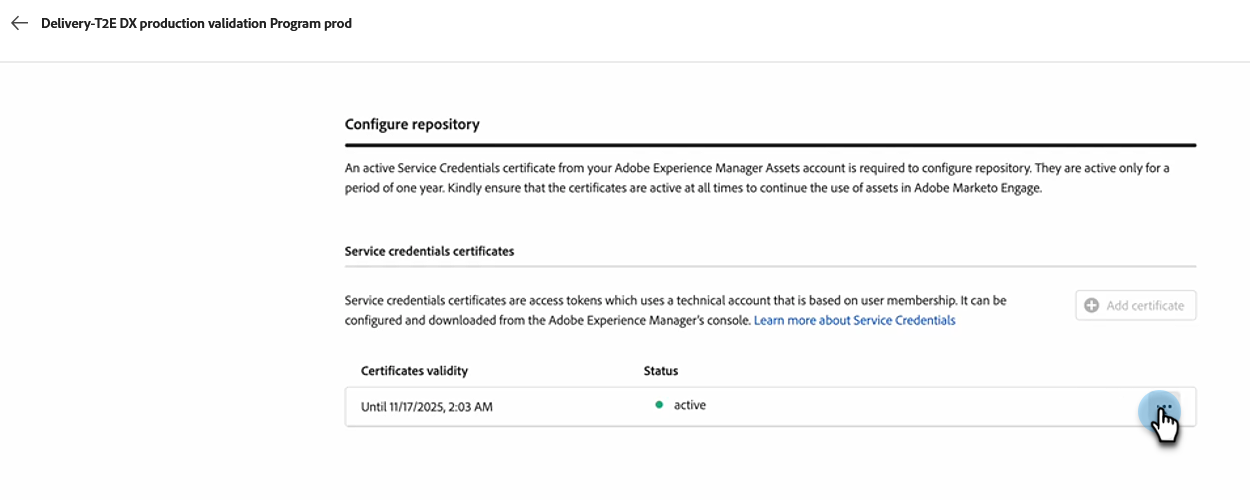 Delivery-T2E DX production validation Program prod
Configure repository
An active Service Credentials certificate from your Adobe Experience Manager Assets account is required to configure repository. They are active only for a
period of one year. Kindly ensure that the certificates are active at all times to continue the use of assets in Adobe Marketo Engage.
Service credentials certificates
Service credentials certificates are access tokens which uses a technical account that is based on user membership. It can be
configured and downloaded from the Adobe Experience Manager's console. Learn more about Service Credentials
Add certificate
Certificates validity Status
Until 11/17/2025, 2:03 AM active